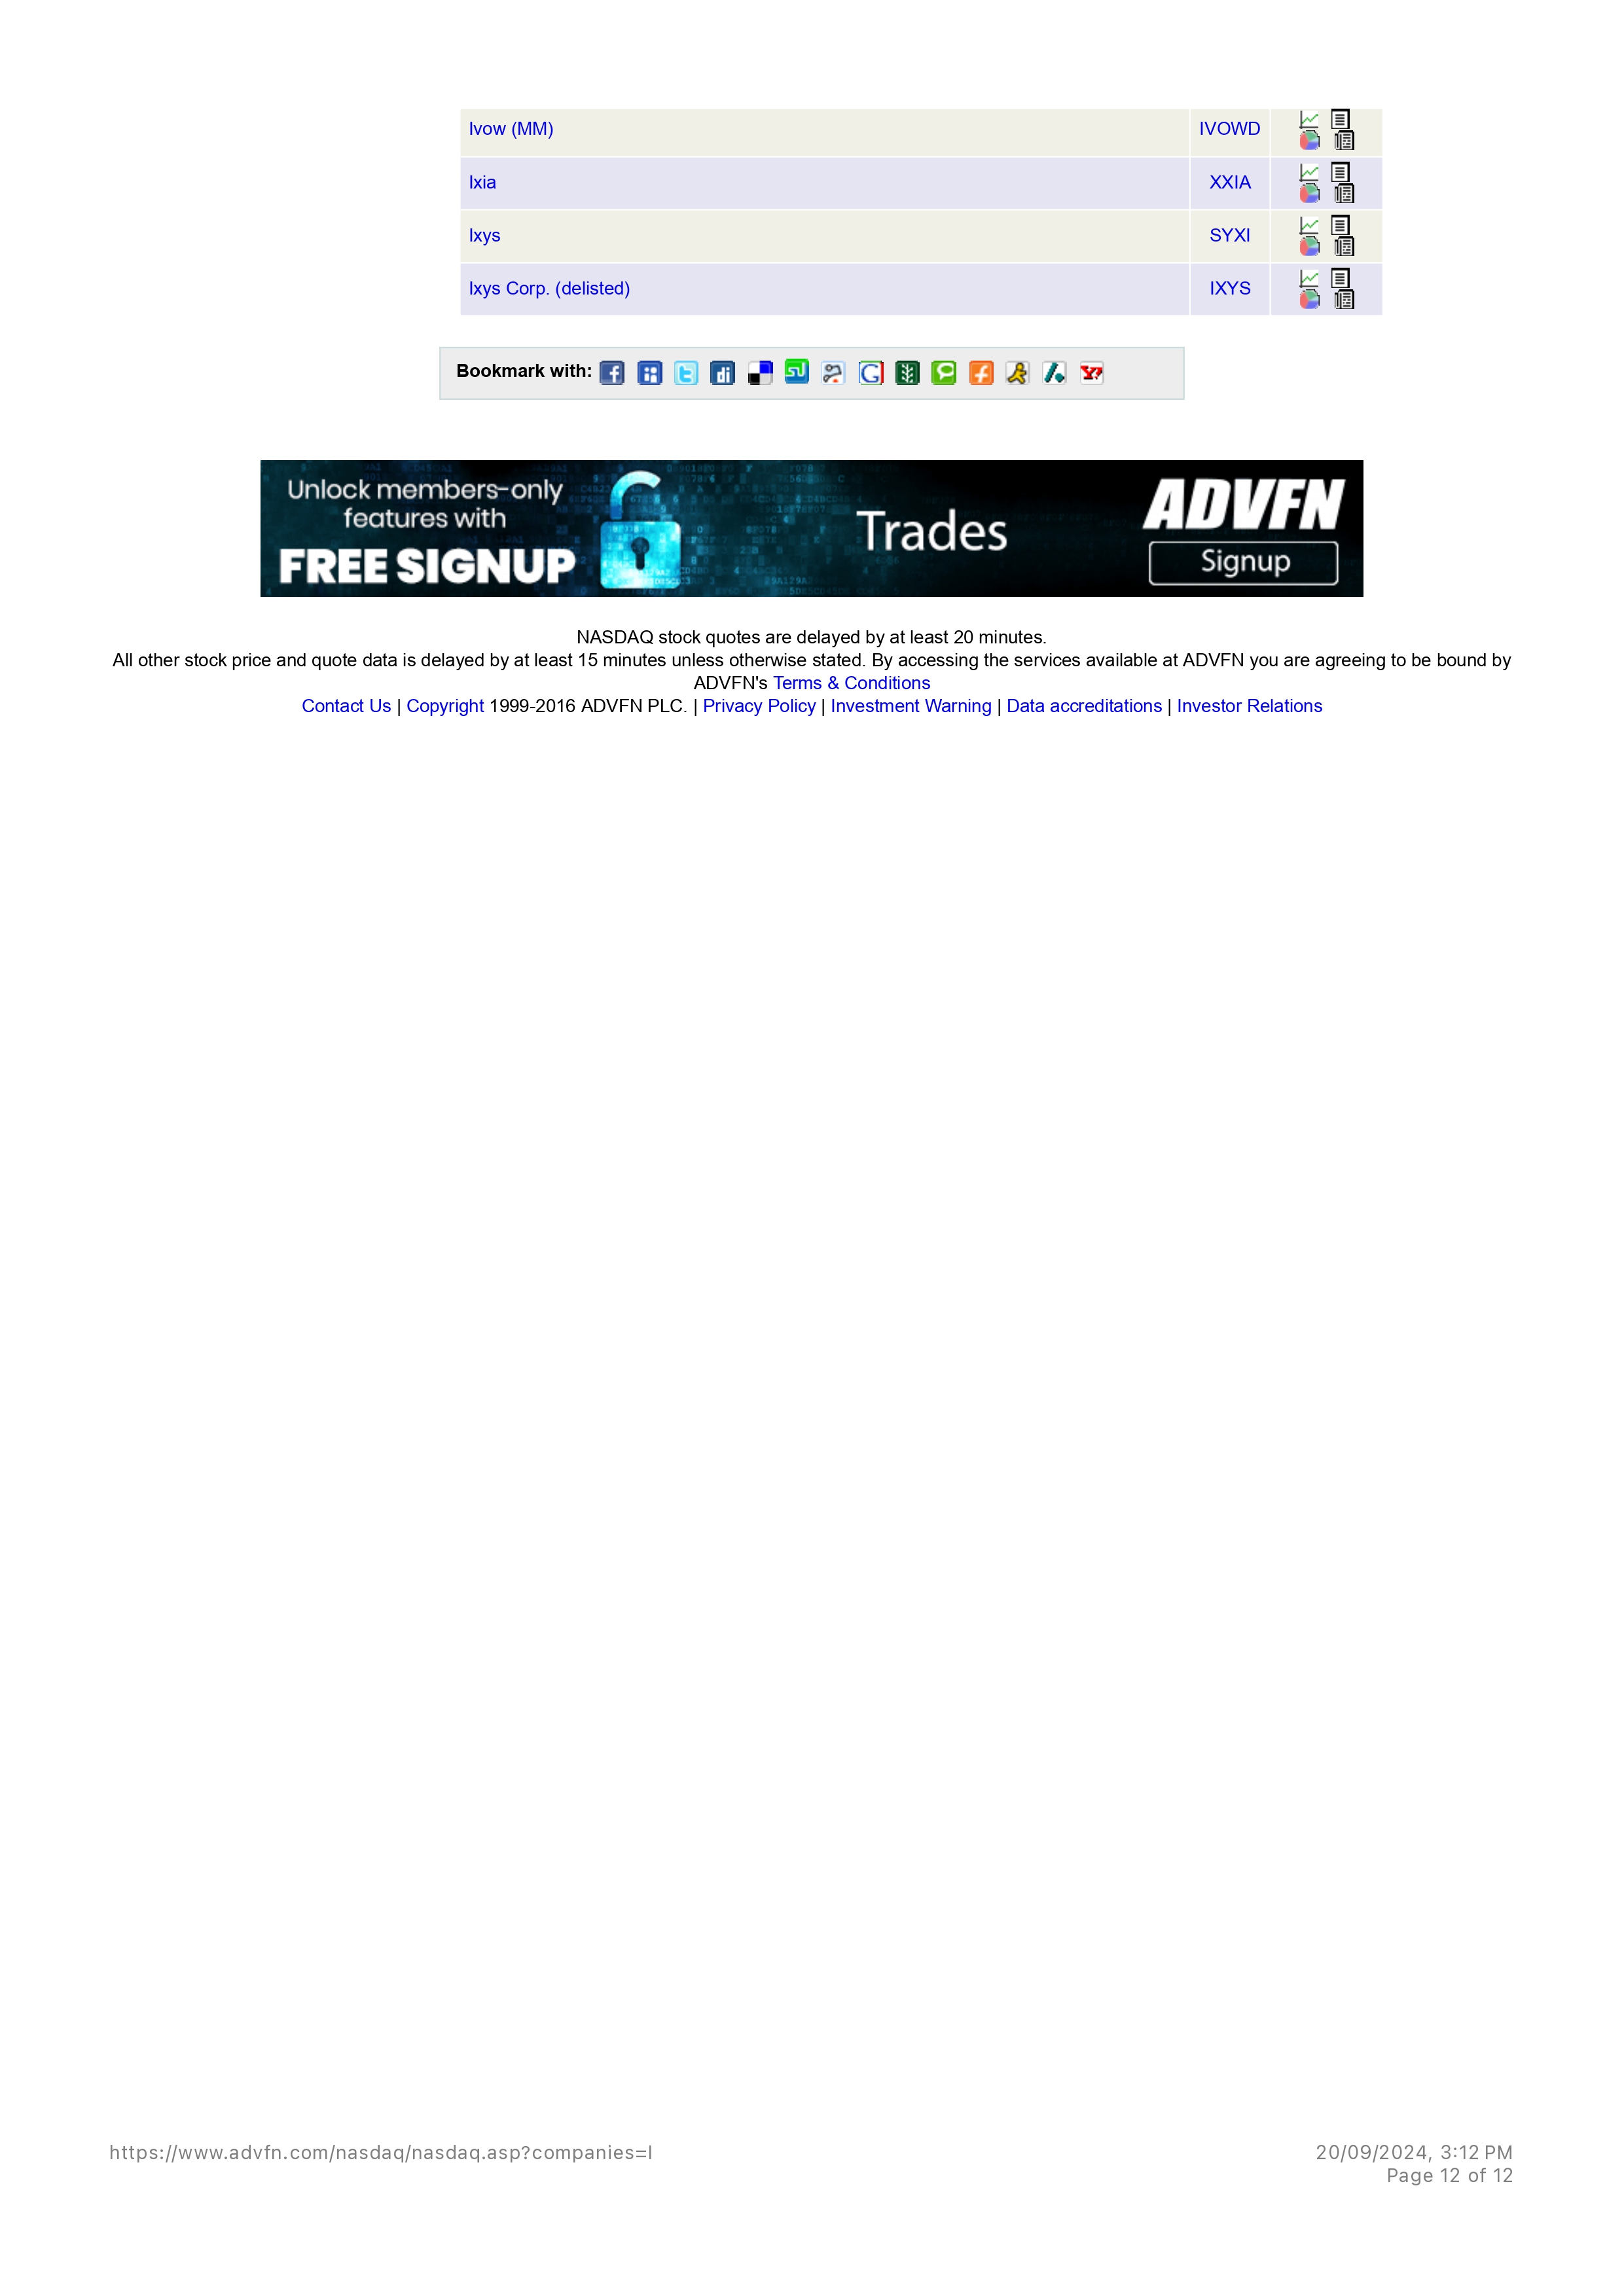 Ivow (MM) IVOWD
Ixia XXIA
Ixys SYXI
Ixys Corp. (delisted) IXYS
Bookmark with:
Unlock members-only
features with
FREE SIGNUP
Trades
ADVFN
Signup
NASDAQ stock quotes are delayed by at least 20 minutes.
All other stock price and quote data is delayed by at least 15 minutes unless otherwise stated. By accessing the services available at ADVFN you are agreeing to be bound by
ADVFN's Terms & Conditions
Contact Us | Copyright 1999-2016 ADVFN PLC. | Privacy Policy | Investment Warning | Data accreditations | Investor Relations
https://www.advfn.com/nasdaq/nasdaq.asp?companies=I 20/09/2024, 3:12 PM
Page 12 of 12